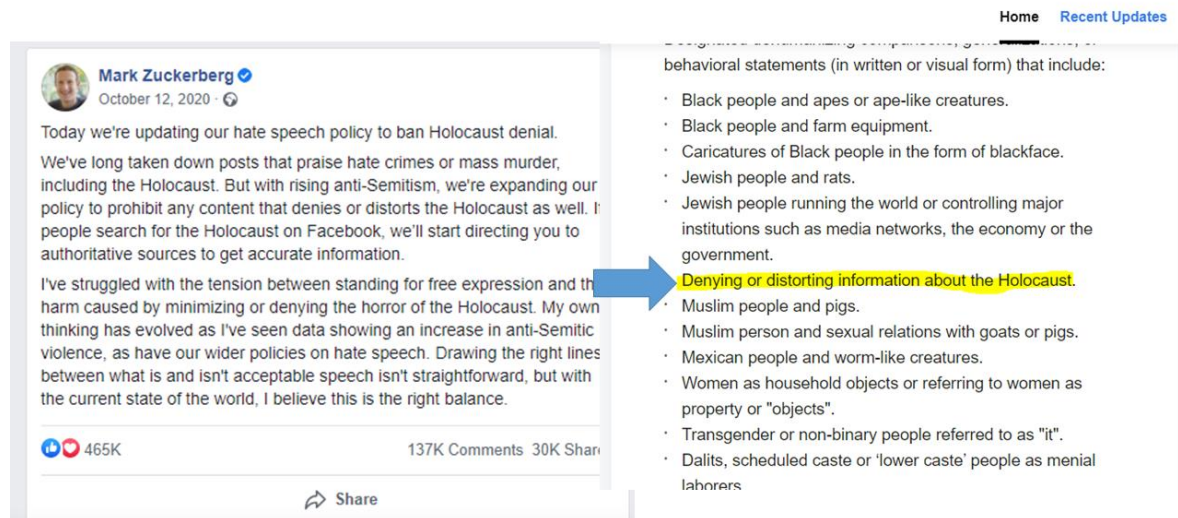 Home Recent Updates
Mark Zuckerberg
October 12, 2020 ·
Today we're updating our hate speech policy to ban Holocaust denial.
We've long taken down posts that praise hate crimes or mass murder,
including the Holocaust. But with rising anti-Semitism, we're expanding our
policy to prohibit any content that denies or distorts the Holocaust as well. I
people search for the Holocaust on Facebook, we'll start directing you to
authoritative sources to get accurate information.
I've struggled with the tension between standing for free expression and th
harm caused by minimizing or denying the horror of the Holocaust. My own
thinking has evolved as I've seen data showing an increase in anti-Semitic
violence, as have our wider policies on hate speech. Drawing the right lines
between what is and isn't acceptable speech isn't straightforward, but with
the current state of the world, I believe this is the right balance.
465K 137K Comments 30K Share
Share
behavioral statements (in written or visual form) that include:
· Black people and apes or ape-like creatures.
· Black people and farm equipment.
· Caricatures of Black people in the form of blackface.
· Jewish people and rats.
· Jewish people running the world or controlling major
institutions such as media networks, the economy or the
government.
Denying or distorting information about the Holocaust.
· Muslim people and pigs.
· Muslim person and sexual relations with goats or pigs.
· Mexican people and worm-like creatures.
· Women as household objects or referring to women as
property or "objects".
· Transgender or non-binary people referred to as "it".
· Dalits, scheduled caste or 'lower caste' people as menial
laborers